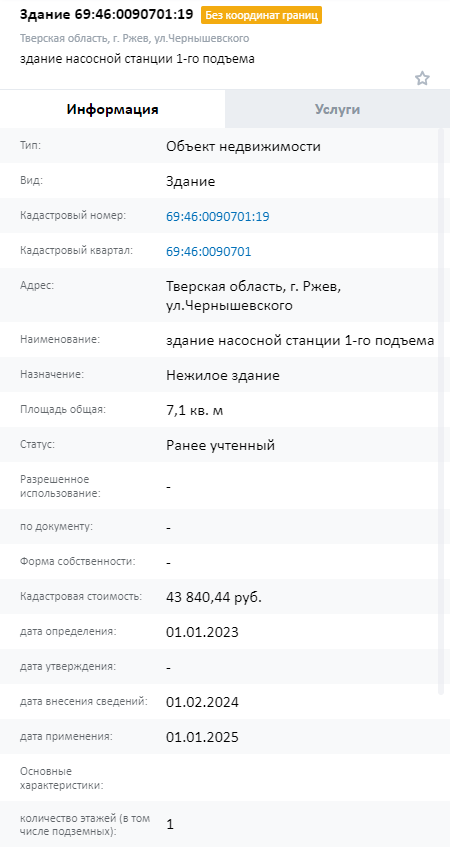 Здание 69:46:0090701:19 Без координат границ
Тверская область, г. Ржев, ул.Чернышевского
здание насосной станции 1-го подъема
Информация Услуги
Тип: Объект недвижимости
Вид: Здание
Кадастровый номер: 69:46:0090701:19
Кадастровый квартал: 69:46:0090701
Адрес: Тверская область, г. Ржев,
ул.Чернышевского
Наименование: здание насосной станции 1-го подъема
Назначение: Нежилое здание
Площадь общая: 7,1 кв. м
Статус: Ранее учтенный
Разрешенное
использование: -
по документу: -
Форма собственности: -
Кадастровая стоимость: 43 840,44 руб.
дата определения: 01.01.2023
дата утверждения: -
дата внесения сведений: 01.02.2024
дата применения: 01.01.2025
Основные
характеристики:
количество этажей (в том
числе подземных): 1